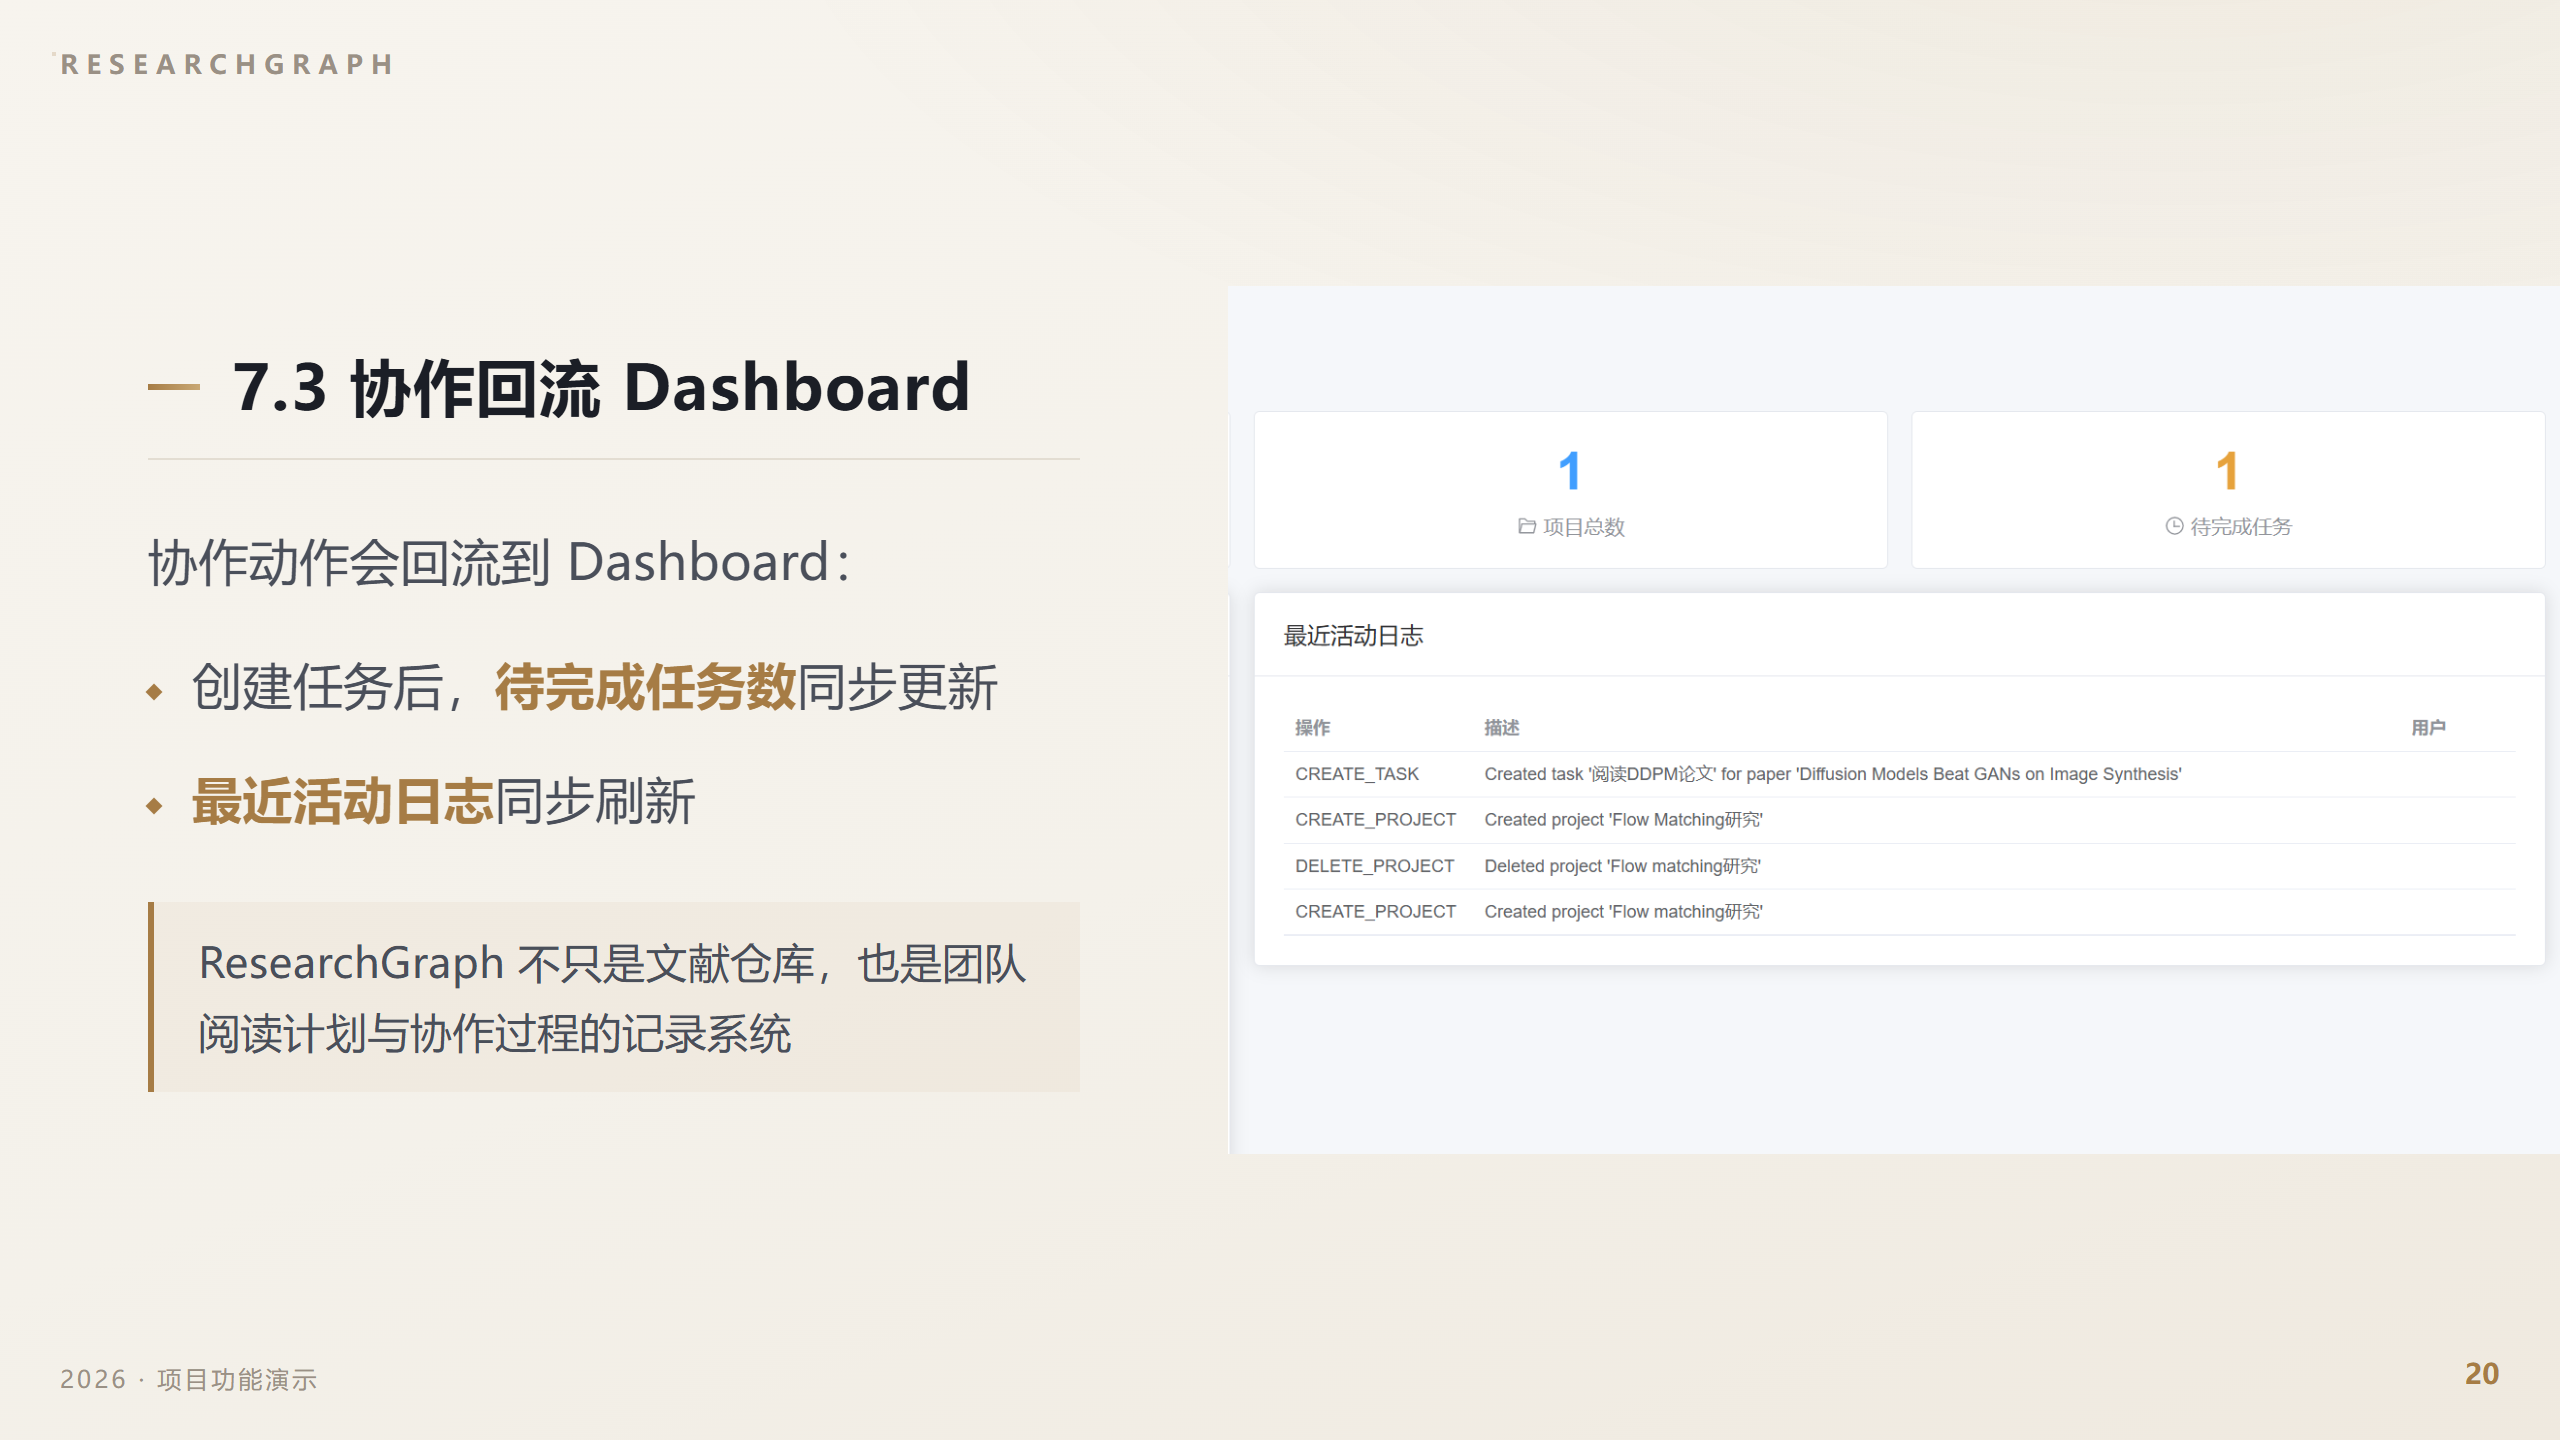 RESEARCHGRAPH
7.3 协作回流 Dashboard
协作动作会回流到 Dashboard：
创建任务后，待完成任务数同步更新
最近活动日志同步刷新
ResearchGraph 不只是文献仓库，也是团队
阅读计划与协作过程的记录系统
1
项目总数
1
待完成任务
最近活动日志
操作 描述 用户
CREATE_TASK Created task '阅读DDPM论文' for paper 'Diffusion Models Beat GANs on Image Synthesis'
CREATE_PROJECT Created project 'Flow Matching研究'
DELETE_PROJECT Deleted project 'Flow matching研究'
CREATE_PROJECT Created project 'Flow matching研究'
2026 · 项目功能演示
20